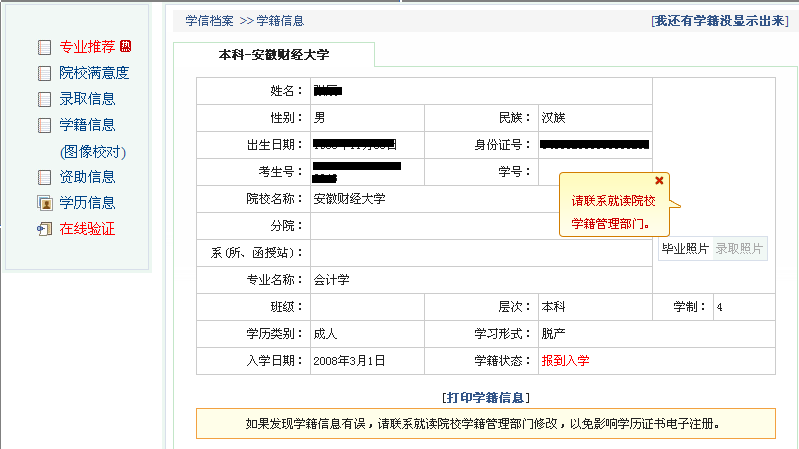 学信档案 >> 学籍信息
[我还有学籍没显示出来]
专业推荐 热
院校满意度
录取信息
学籍信息
(图像校对)
资助信息
学历信息
在线验证
本科-安徽财经大学
姓名：
性别： 男 民族： 汉族
出生日期： 身份证号：
考生号： 学号：
院校名称： 安徽财经大学
请联系就读院校
学籍管理部门。
分院：
系(所、函授站)：
毕业照片 录取照片
专业名称： 会计学
班级： 层次： 本科 学制： 4
学历类别： 成人 学习形式： 脱产
入学日期： 2008年3月1日 学籍状态： 报到入学
[打印学籍信息]
如果发现学籍信息有误，请联系就读院校学籍管理部门修改，以免影响学历证书电子注册。